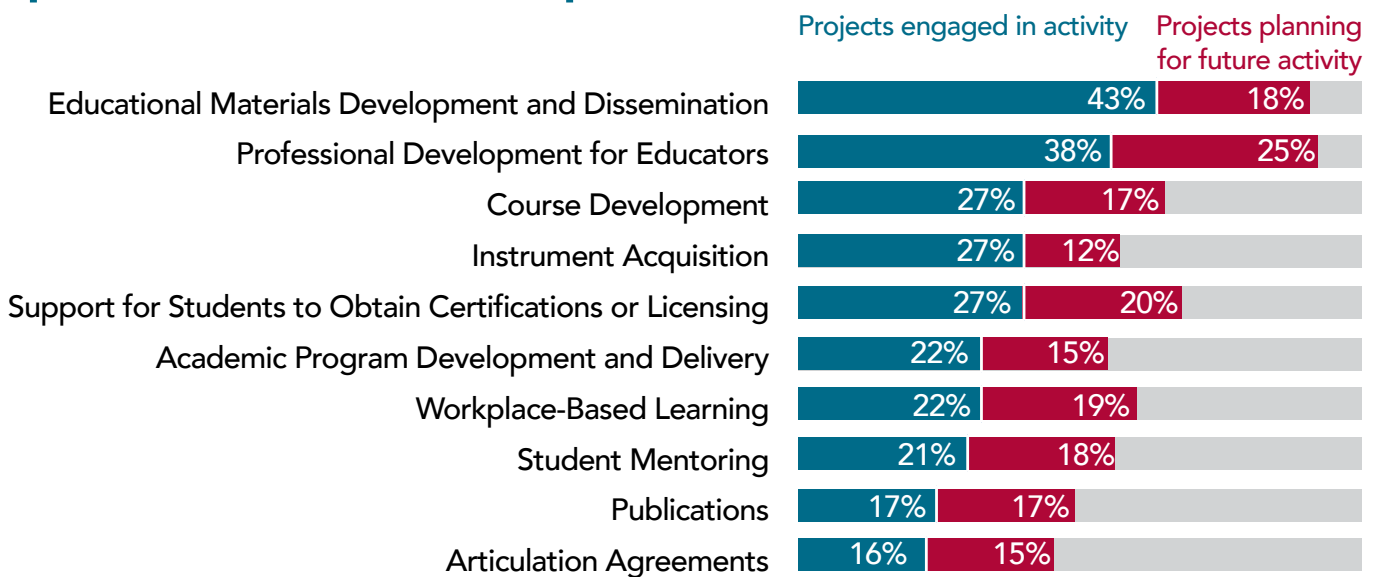 Projects engaged in activity Projects planning
for future activity
Educational Materials Development and Dissemination 43% 18%
Professional Development for Educators 38% 25%
Course Development 27% 17%
Instrument Acquisition 27% 12%
Support for Students to Obtain Certifications or Licensing 27% 20%
Academic Program Development and Delivery 22% 15%
Workplace-Based Learning 22% 19%
Student Mentoring 21% 18%
Publications 17% 17%
Articulation Agreements 16% 15%